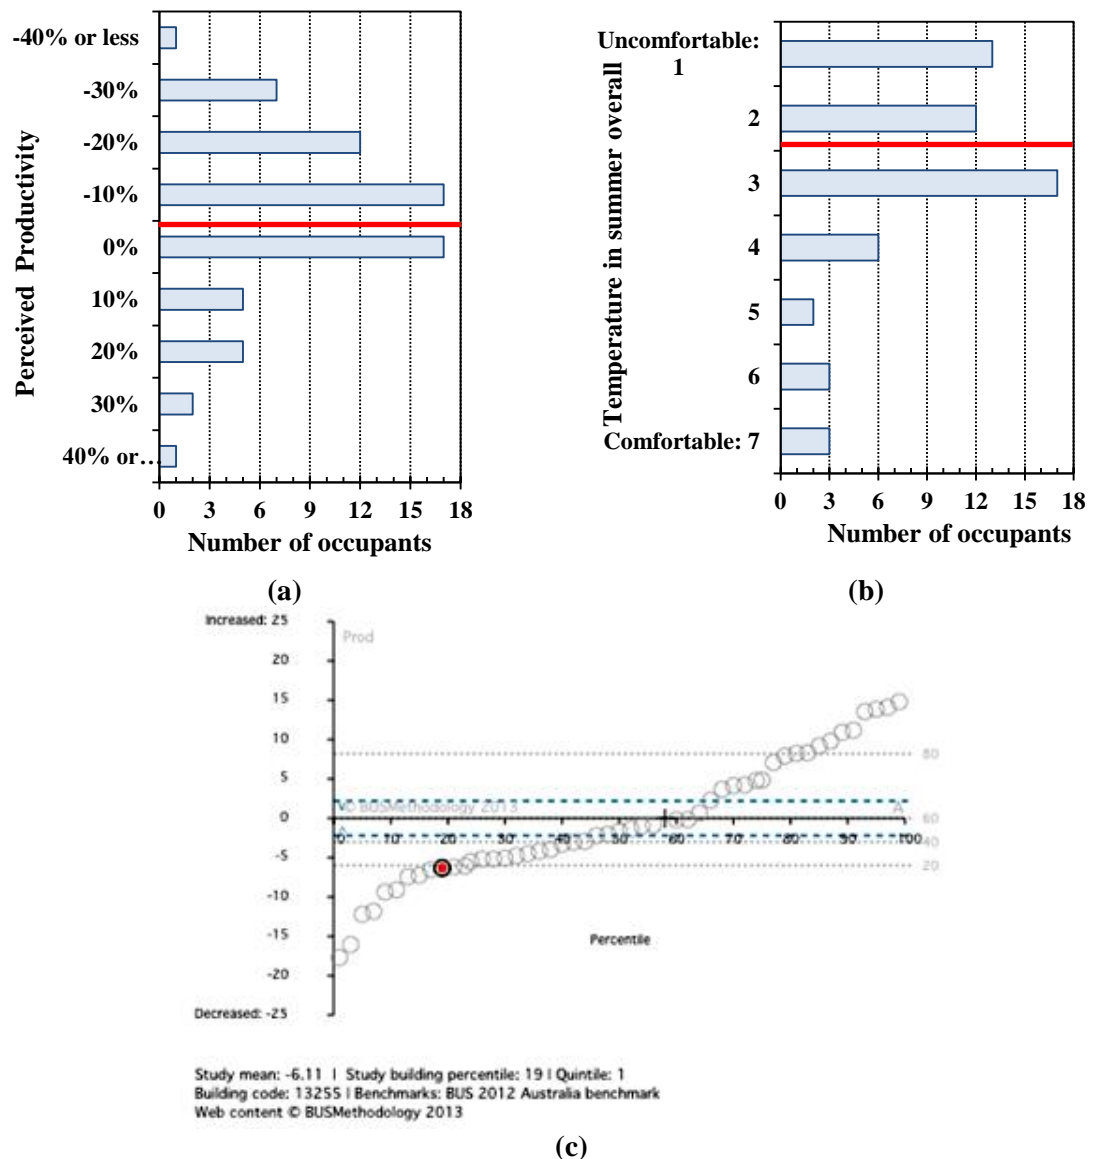 Perceived Productivity
-40% or less
-30%
-20%
-10%
0%
10%
20%
30%
40% or…
0 3 6 9 12 15 18
Number of occupants
(a)
Temperature in summer overall
Uncomfortable:
1
2
3
4
5
6
Comfortable: 7
0 3 6 9 12 15 18
Number of occupants
(b)
Increased: 25
Prod
20
15
10
80
5
© BUSMethodology 2013
A
0
60
10 20 30 40 50 60 70 80 90 100
40
-5
20
-10
-15
Percentile
-20
Decreased: -25
Study mean: -6.11 | Study building percentile: 19 | Quintile: 1
Building code: 13255 | Benchmarks: BUS 2012 Australia benchmark
Web content © BUSMethodology 2013
(c)